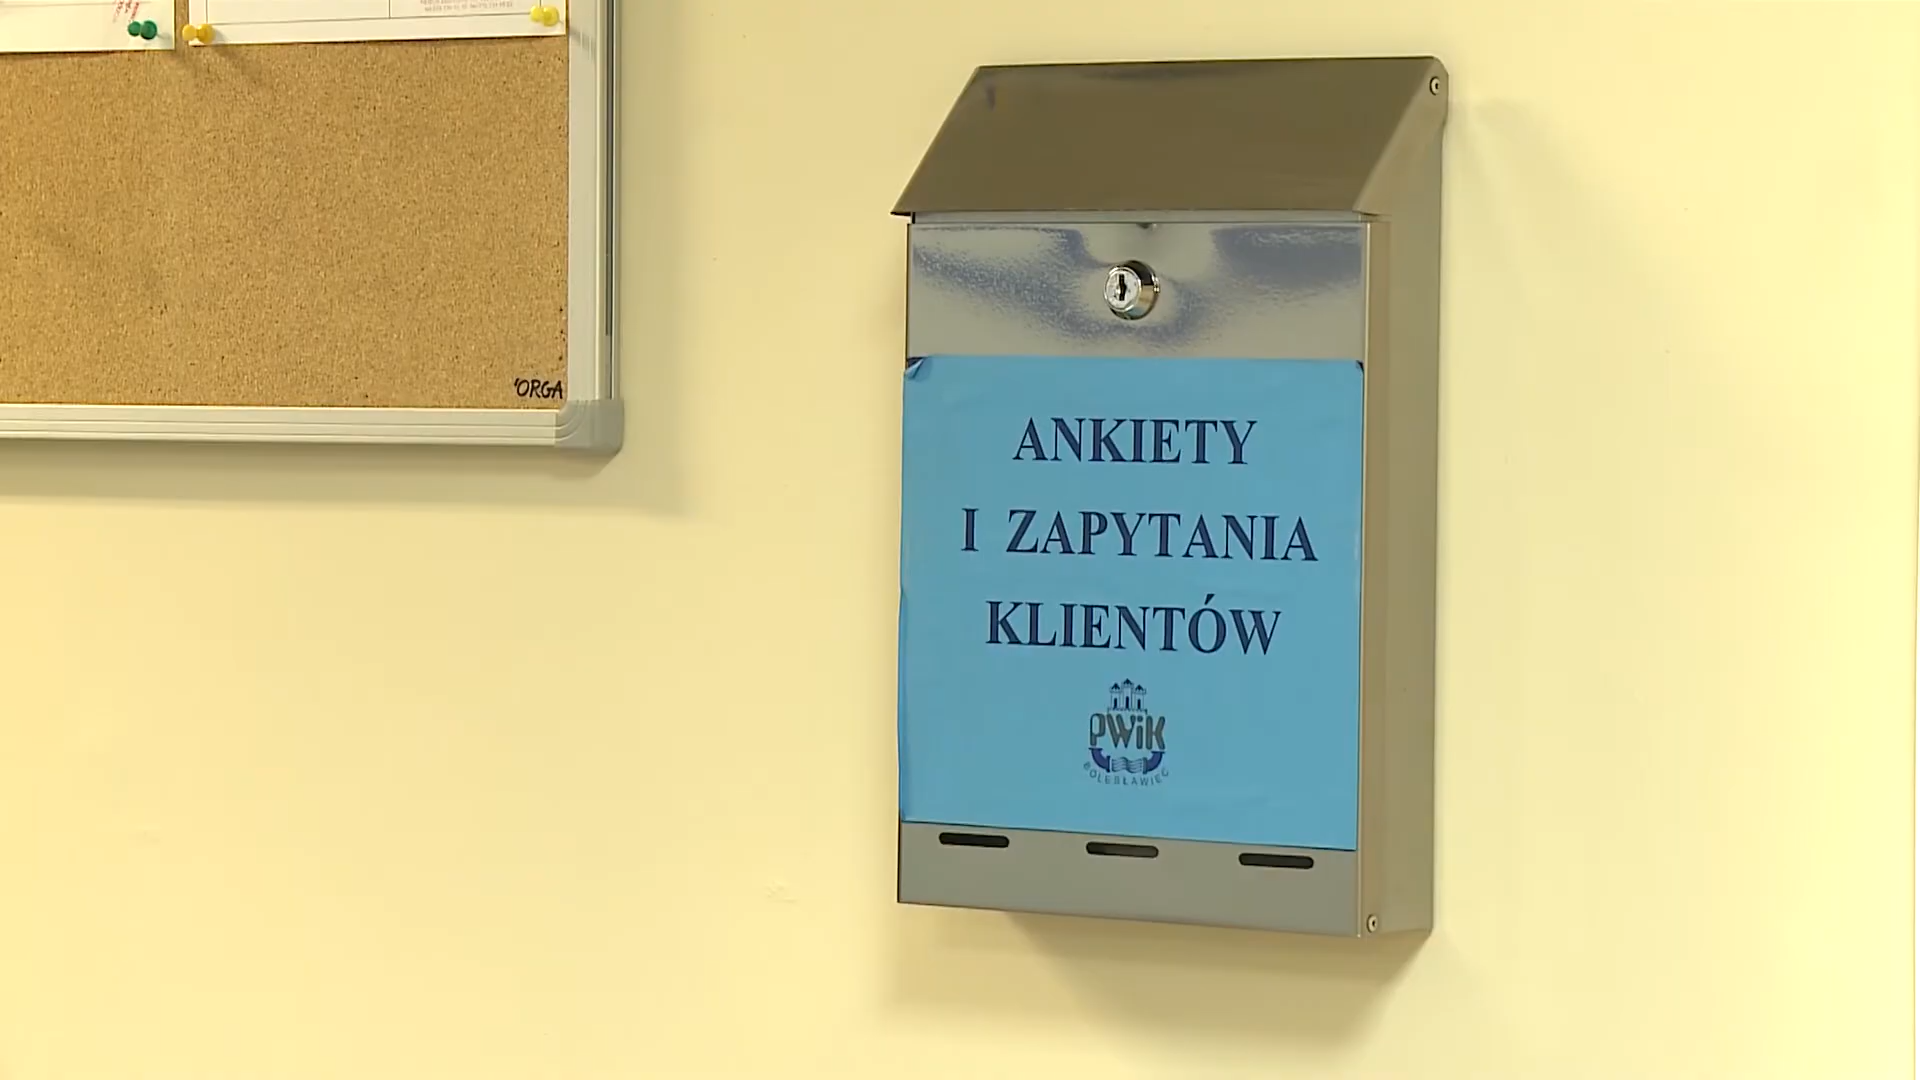 'ORGA
ANKIETY
I ZAPYTANIA
KLIENTÓW
PWiK
BOLESŁAWIEC